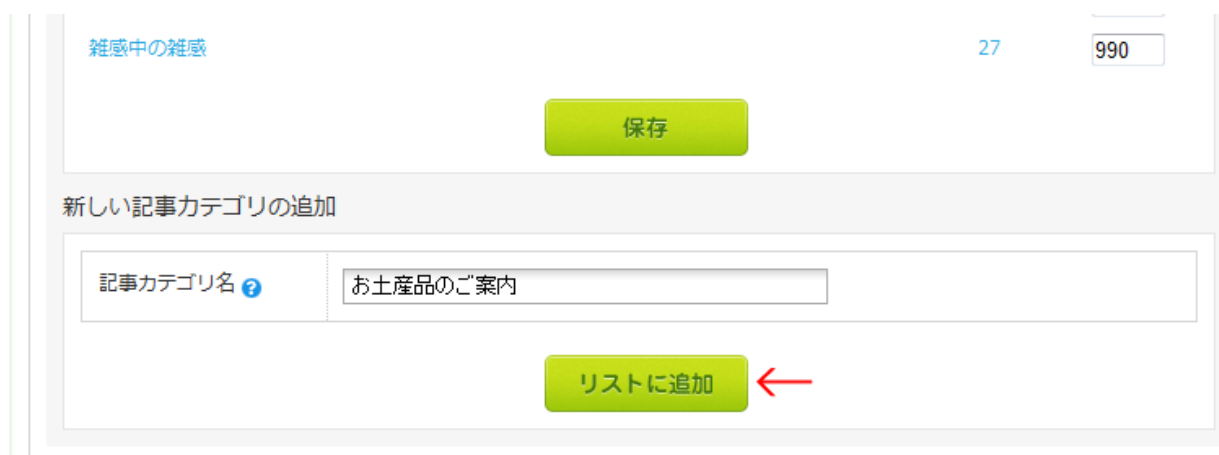 雑感中の雑感 27 990
保存
新しい記事カテゴリの追加
記事カテゴリ名 ? お土産品のご案内
リストに追加 ←